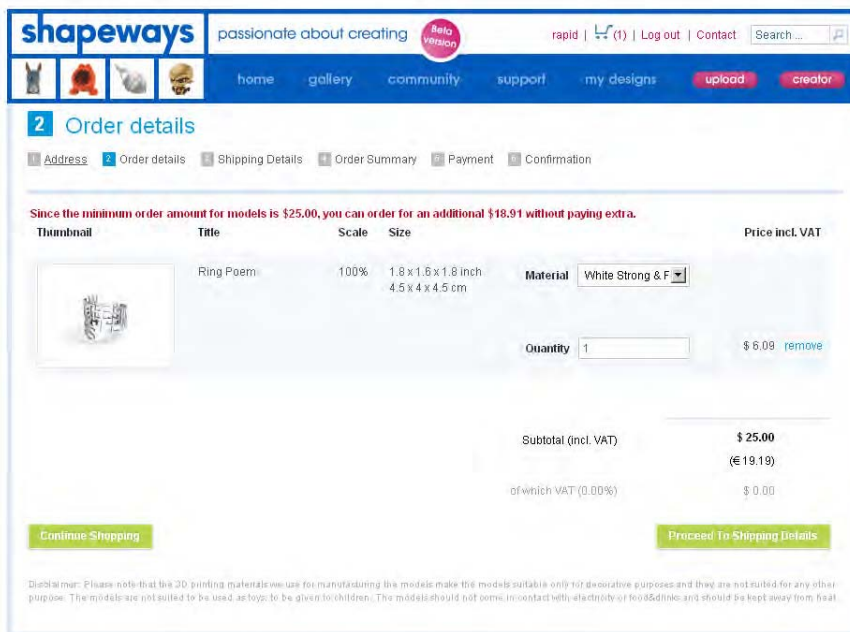 shapeways passionate about creating Beta version rapid | (1) | Log out | Contact Search ...
home gallery community support my designs upload creator
2 Order details
1 Address 2 Order details 3 Shipping Details 4 Order Summary 5 Payment 6 Confirmation
Since the minimum order amount for models is $25.00, you can order for an additional $18.91 without paying extra.
Thumbnail Title Scale Size Price incl. VAT
Ring Poem 100% 1.8 x 1.6 x 1.8 inch Material White Strong & F
4.5 x 4 x 4.5 cm
Quantity 1 $ 6.09 remove
Subtotal (incl. VAT) $ 25.00
(€ 19.19)
of which VAT (0.00%) $ 0.00
Continue Shopping Proceed To Shipping Details
Disclaimer: Please note that the 3D printing materials we use for manufacturing the models make the models suitable only for decorative purposes and they are not suited for any other
purpose. The models are not suited to be used as toys, to be given to children. The models should not come in contact with electricity or food&drinks and should be kept away from heat.